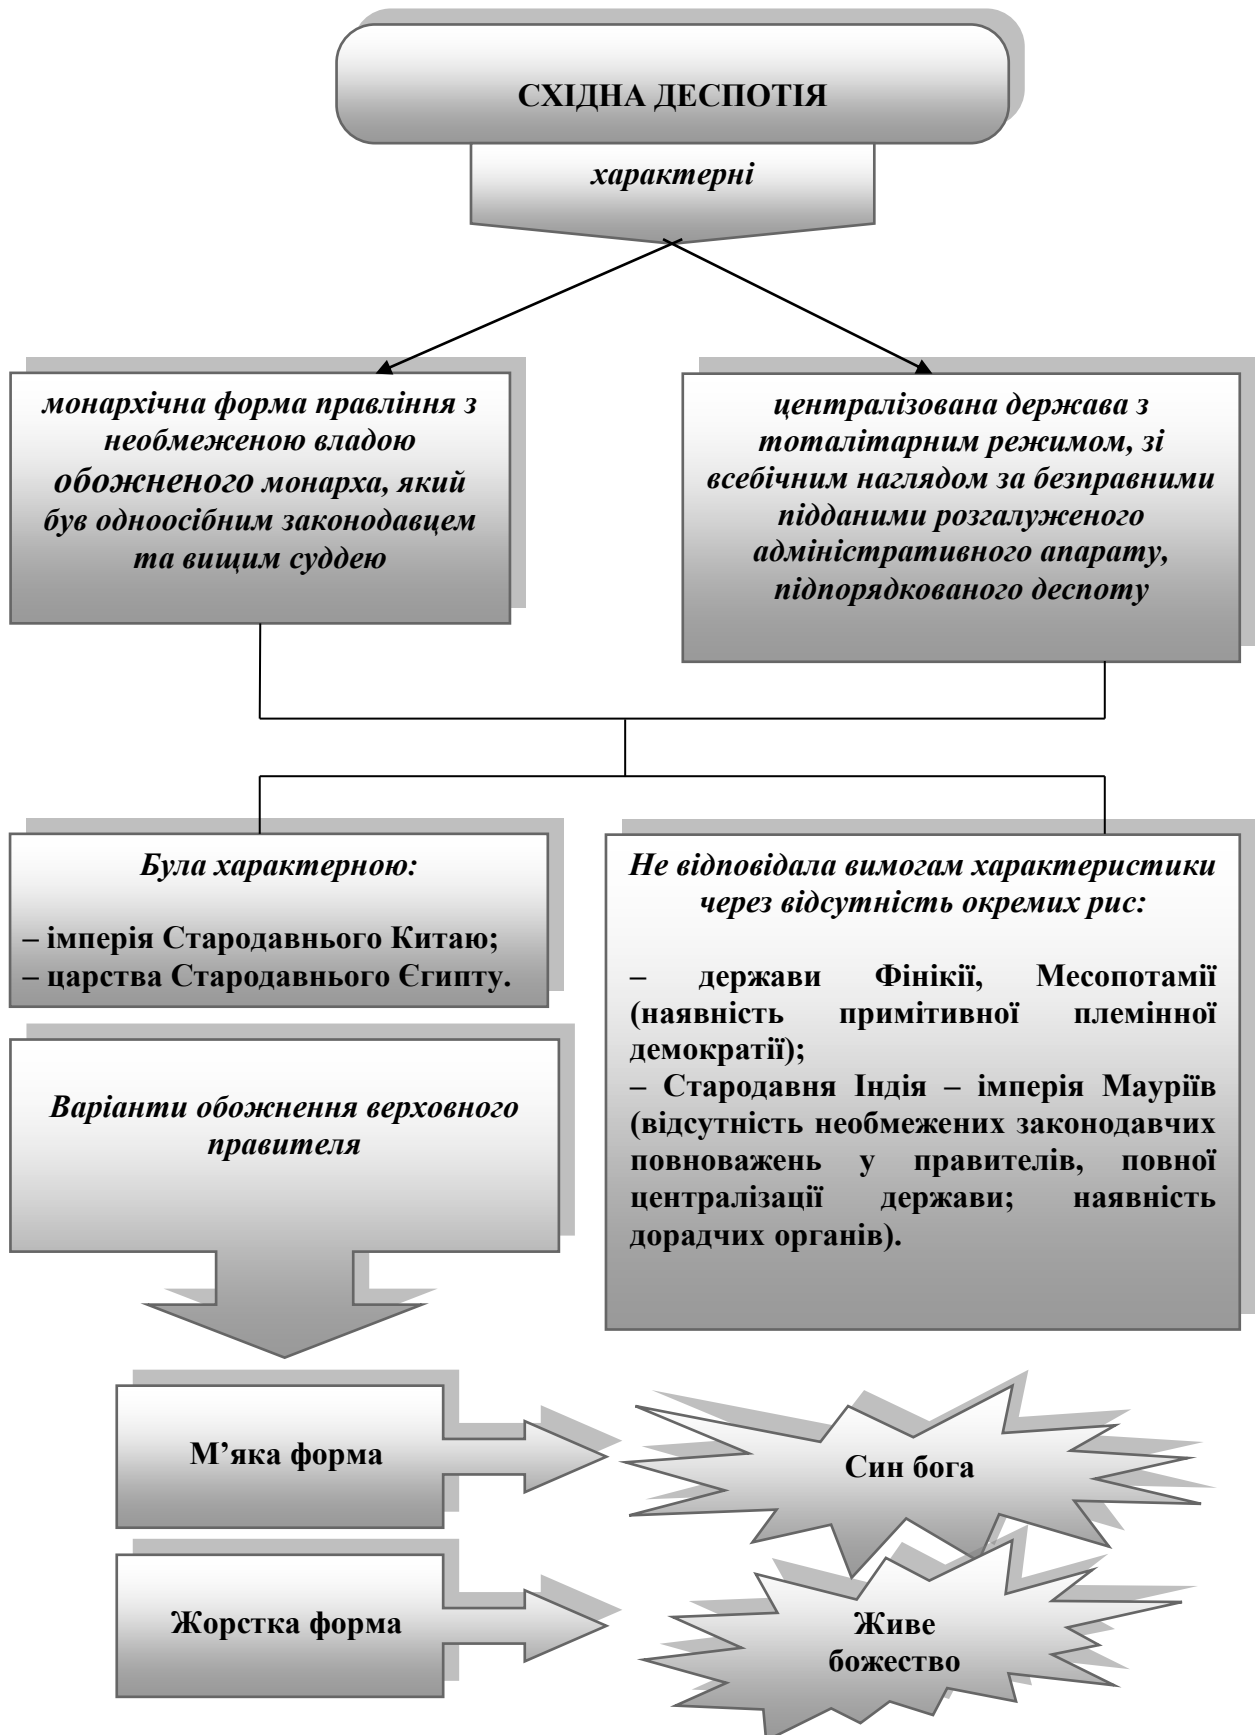 СХІДНА ДЕСПОТІЯ
характерні
монархічна форма правління з
необмеженою владою
обожненого монарха, який
був одноосібним законодавцем
та вищим суддею
централізована держава з
тоталітарним режимом, зі
всебічним наглядом за безправними
підданими розгалуженого
адміністративного апарату,
підпорядкованого деспоту
Була характерною:
– імперія Стародавнього Китаю;
– царства Стародавнього Єгипту.
Не відповідала вимогам характеристики
через відсутність окремих рис:
– держави Фінікії, Месопотамії
(наявність примітивної племінної
демократії);
– Стародавня Індія – імперія Мауріїв
(відсутність необмежених законодавчих
повноважень у правителів, повної
централізації держави; наявність
дорадчих органів).
Варіанти обожнення верховного
правителя
М’яка форма
Син бога
Жорстка форма
Живе
божество